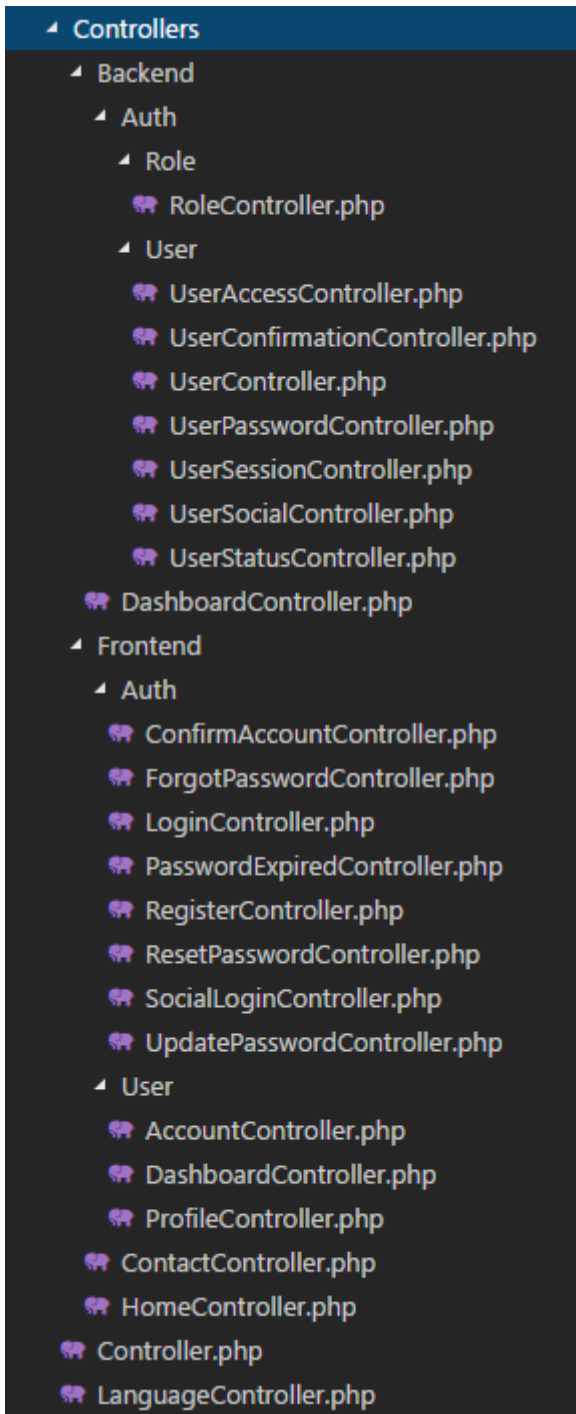 Controllers
Backend
Auth
Role
RoleController.php
User
UserAccessController.php
UserConfirmationController.php
UserController.php
UserPasswordController.php
UserSessionController.php
UserSocialController.php
UserStatusController.php
DashboardController.php
Frontend
Auth
ConfirmAccountController.php
ForgotPasswordController.php
LoginController.php
PasswordExpiredController.php
RegisterController.php
ResetPasswordController.php
SocialLoginController.php
UpdatePasswordController.php
User
AccountController.php
DashboardController.php
ProfileController.php
ContactController.php
HomeController.php
Controller.php
LanguageController.php